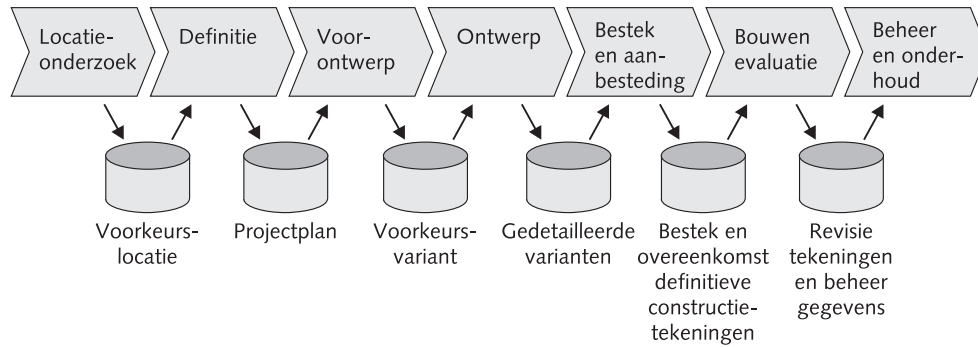 Locatie-
onderzoek
Definitie
Voor-
ontwerp
Ontwerp
Bestek
en aan-
besteding
Bouwen
evaluatie
Beheer
en onder-
houd
Voorkeurs-
locatie
Projectplan
Voorkeurs-
variant
Gedetailleerde
varianten
Bestek en
overeenkomst
definitieve
constructie-
tekeningen
Revisie
tekeningen
en beheer
gegevens